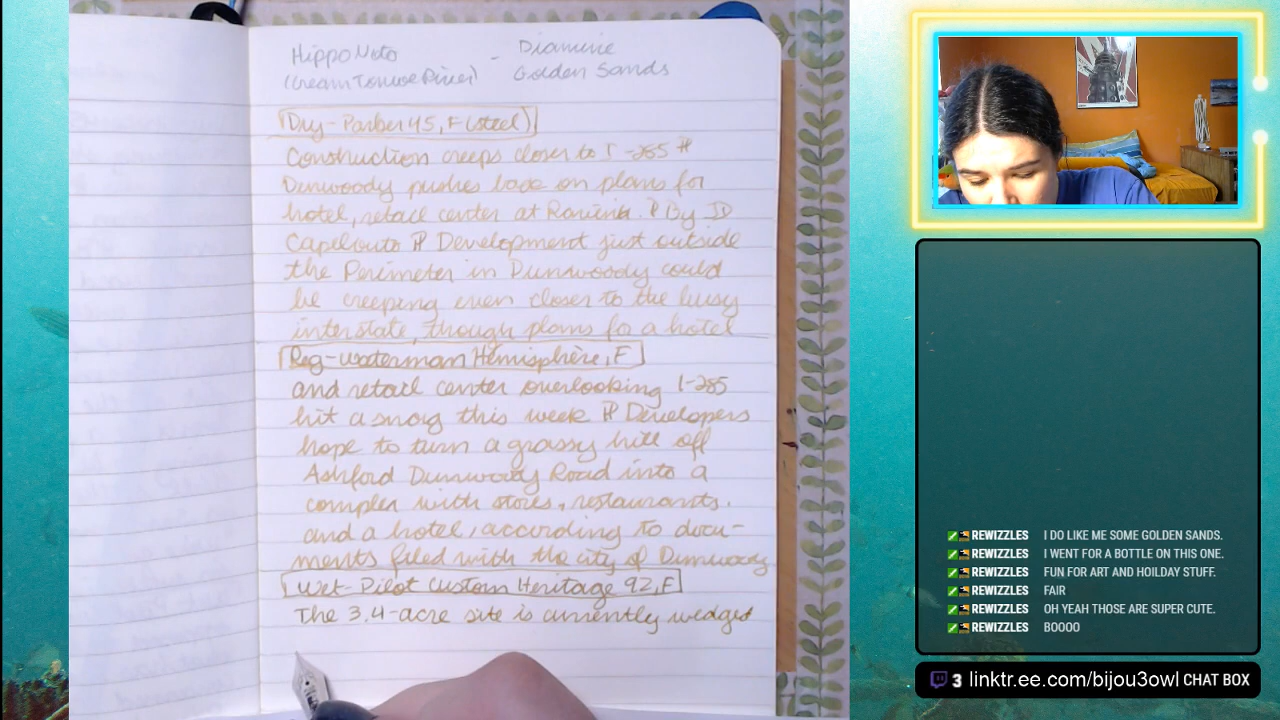 Hippo Noto
(Cream Tomoe River)
-
Diamine
Golden Sands
Dry-Parker 45, F (steel)
Construction creeps closer to I-285 #
Dunwoody pushes back on plans for
hotel, retail center at Ravinia. ¶ By JD
Capelouto ¶ Development just outside
the Perimeter in Dunwoody could
be creeping even closer to the busy
interstate, though plans for a hotel
Reg-Waterman Hemisphère, F
and retail center overlooking I-285
hit a snag this week ¶ Developers
hope to turn a grassy hill off
Ashford Dunwoody Road into a
complex with stores, restaurants.
and a hotel, according to docu-
ments filed with the city of Dunwoody
Wet-Pilot Custom Heritage 92, F
The 3.4-acre site is currently wedged
REWIZZLES I DO LIKE ME SOME GOLDEN SANDS.
REWIZZLES I WENT FOR A BOTTLE ON THIS ONE.
REWIZZLES FUN FOR ART AND HOILDAY STUFF.
REWIZZLES FAIR
REWIZZLES OH YEAH THOSE ARE SUPER CUTE.
REWIZZLES BOOOO
3 linktr.ee.com/bijou3owl CHAT BOX